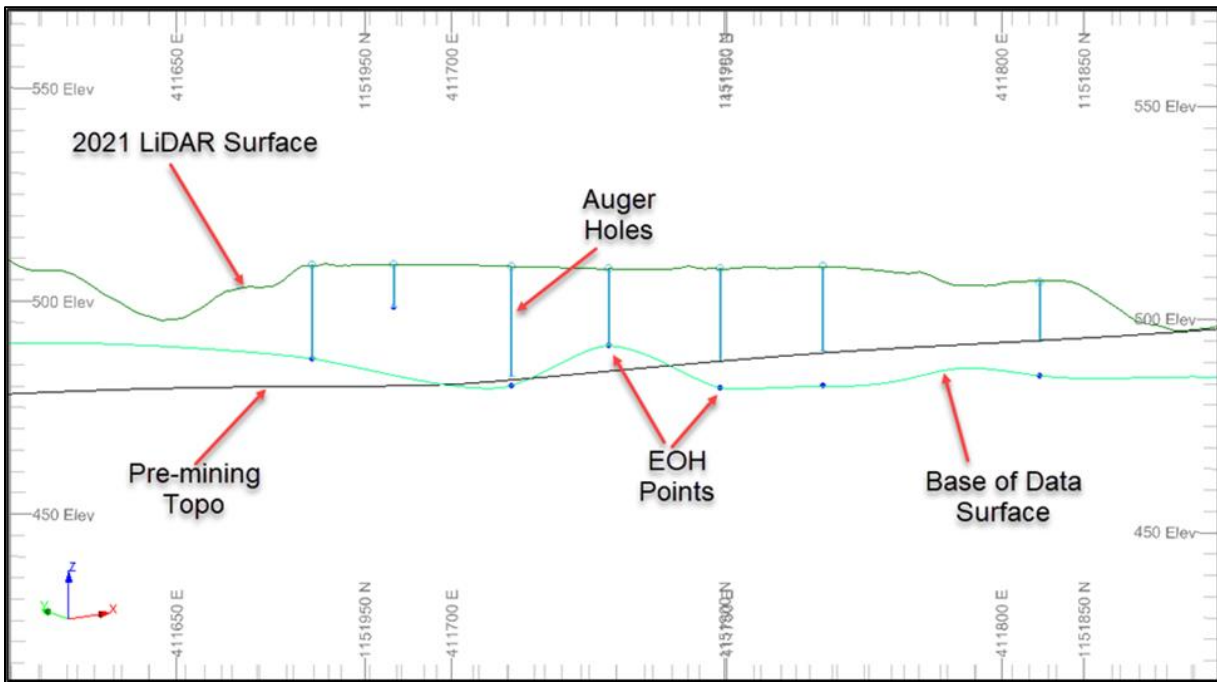 411650 E
1151950 N
411700 E
411800 E
1151850 N
550 Elev
550 Elev
2021 LiDAR Surface
Auger
Holes
500 Elev
500 Elev
Pre-mining
Topo
EOH
Points
Base of Data
Surface
450 Elev
450 Elev
Z
Y
X
411650 E
1151950 N
411700 E
411800 E
1151850 N